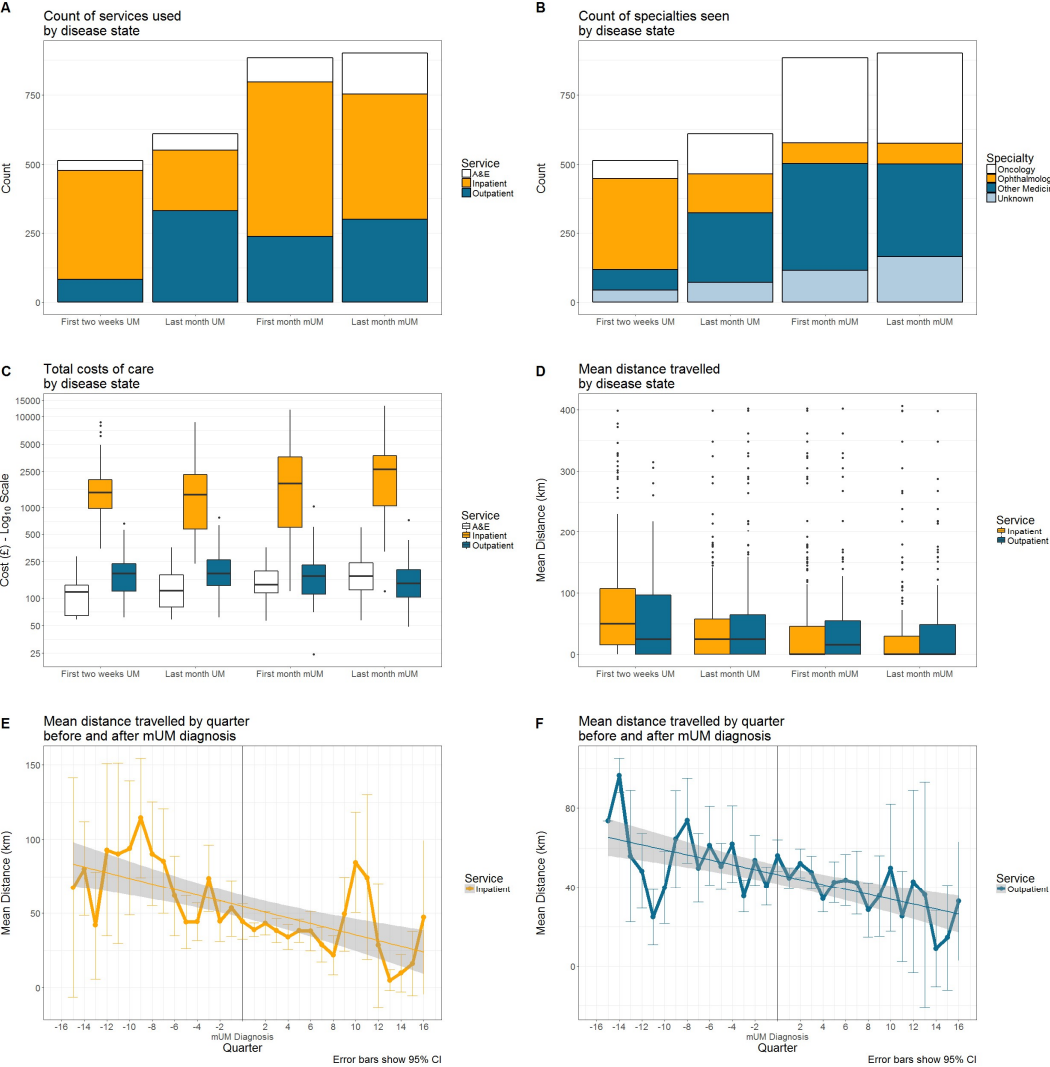 A
Count of services used
by disease state
Count
750
500
250
0
First two weeks UM
Last month UM
First month mUM
Last month mUM
Service
A&E
Inpatient
Outpatient
B
Count of specialties seen
by disease state
Count
750
500
250
0
First two weeks UM
Last month UM
First month mUM
Last month mUM
Specialty
Oncology
Ophthalmolog
Other Medicin
Unknown
C
Total costs of care
by disease state
Cost (£) - Log10 Scale
15000
10000
5000
2500
1000
500
250
100
50
25
First two weeks UM
Last month UM
First month mUM
Last month mUM
Service
A&E
Inpatient
Outpatient
D
Mean distance travelled
by disease state
Mean Distance (km)
400
300
200
100
0
First two weeks UM
Last month UM
First month mUM
Last month mUM
Service
Inpatient
Outpatient
E
Mean distance travelled by quarter
before and after mUM diagnosis
Mean Distance (km)
150
100
50
0
-16 -14 -12 -10 -8 -6 -4 -2 2 4 6 8 10 12 14 16
mUM Diagnosis
Quarter
Error bars show 95% CI
Service
Inpatient
F
Mean distance travelled by quarter
before and after mUM diagnosis
Mean Distance (km)
80
40
0
-16 -14 -12 -10 -8 -6 -4 -2 2 4 6 8 10 12 14 16
mUM Diagnosis
Quarter
Error bars show 95% CI
Service
Outpatient